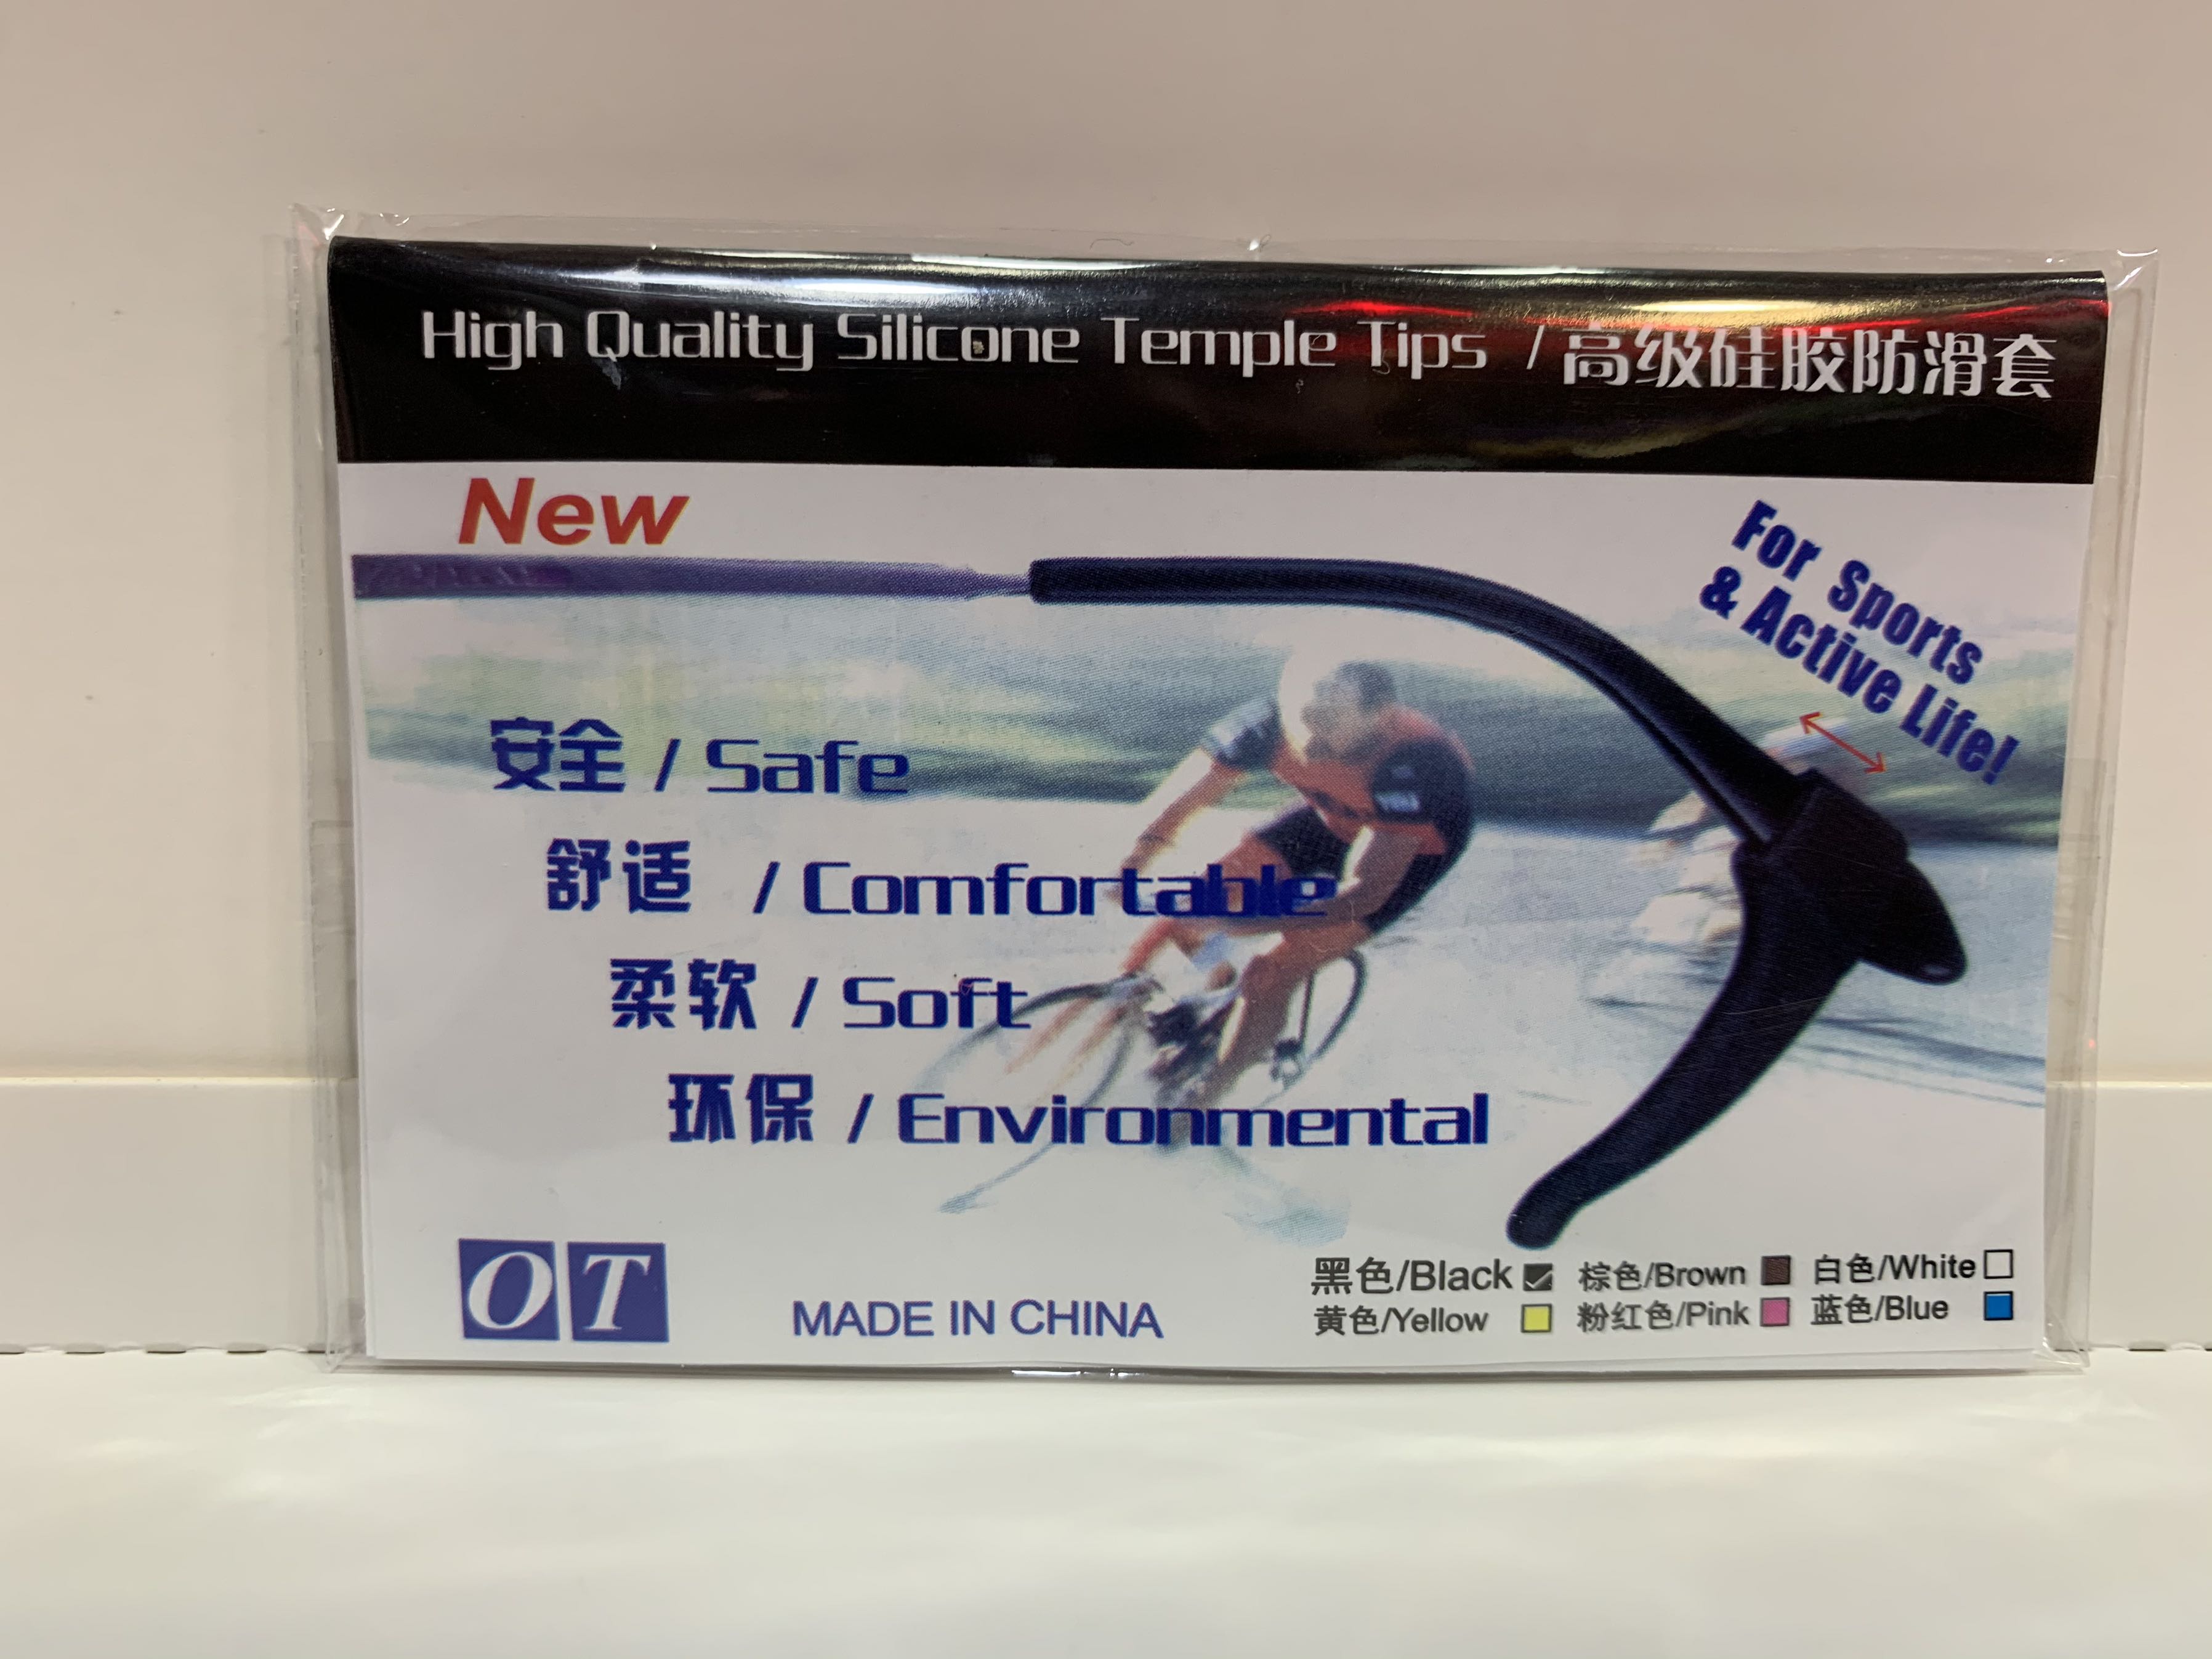 High Quality Silicone Temple Tips / 高级硅胶防滑套
New
For Sports
& Active Life!
安全 / Safe
舒适 / Comfortable
柔软 / Soft
环保 / Environmental
OT
MADE IN CHINA
黑色/Black 棕色/Brown 白色/White
黄色/Yellow 粉红色/Pink 蓝色/Blue